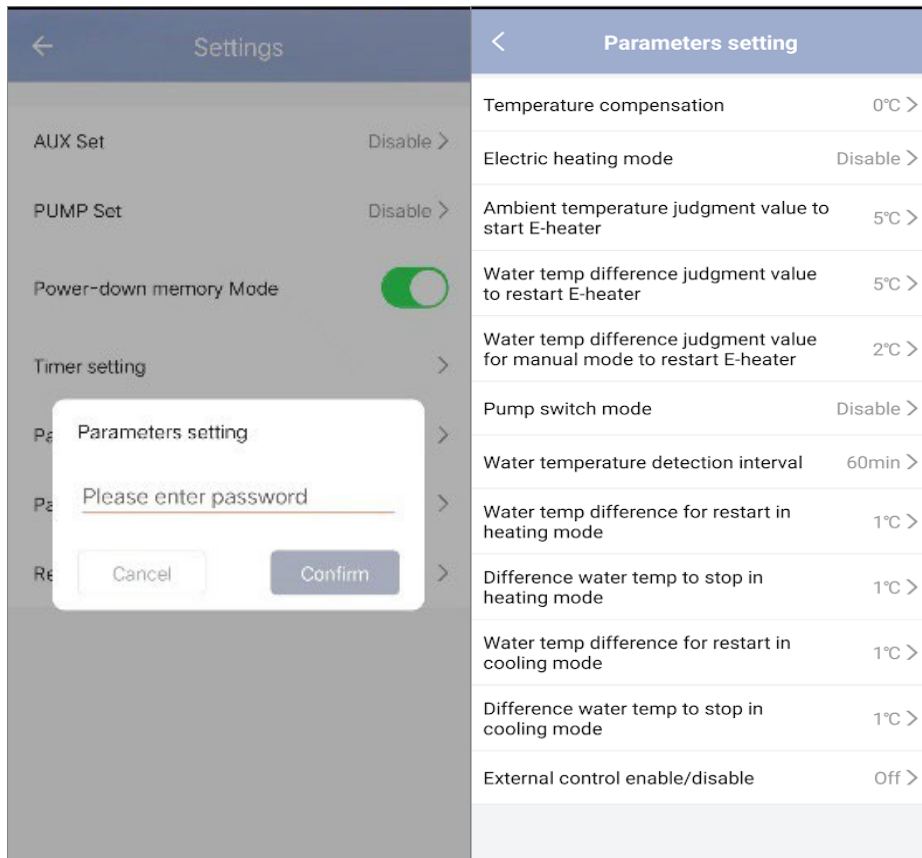 Settings
AUX Set
Disable
PUMP Set
Disable
Power-down memory Mode
Timer setting
Pa
Parameters setting
Pa
Please enter password
Re
Cancel
Confirm
Parameters setting
Temperature compensation
0℃
Electric heating mode
Disable
Ambient temperature judgment value to
start E-heater
5℃
Water temp difference judgment value
to restart E-heater
5℃
Water temp difference judgment value
for manual mode to restart E-heater
2℃
Pump switch mode
Disable
Water temperature detection interval
60min
Water temp difference for restart in
heating mode
1℃
Difference water temp to stop in
heating mode
1℃
Water temp difference for restart in
cooling mode
1℃
Difference water temp to stop in
cooling mode
1℃
External control enable/disable
Off